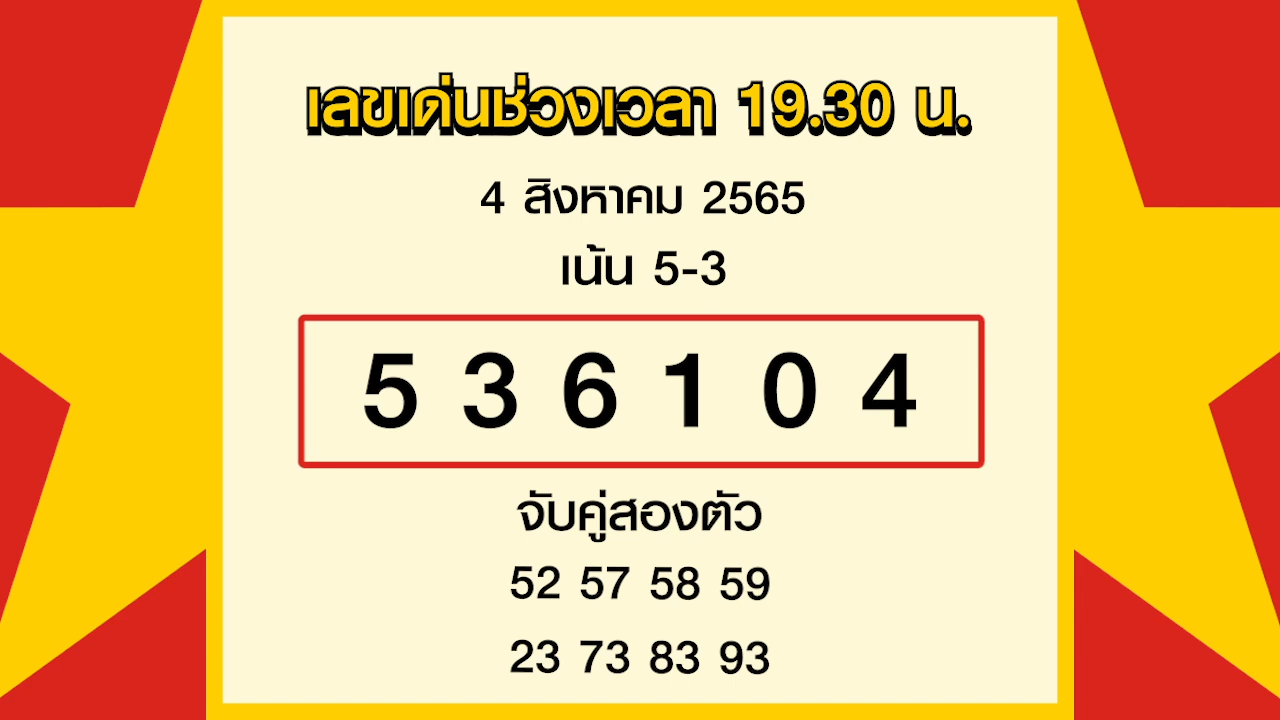 เลขเด่นช่วงเวลา 19.30 น.
4 สิงหาคม 2565
เน้น 5-3
5 3 6 1 0 4
จับคู่สองตัว
52 57 58 59
23 73 83 93